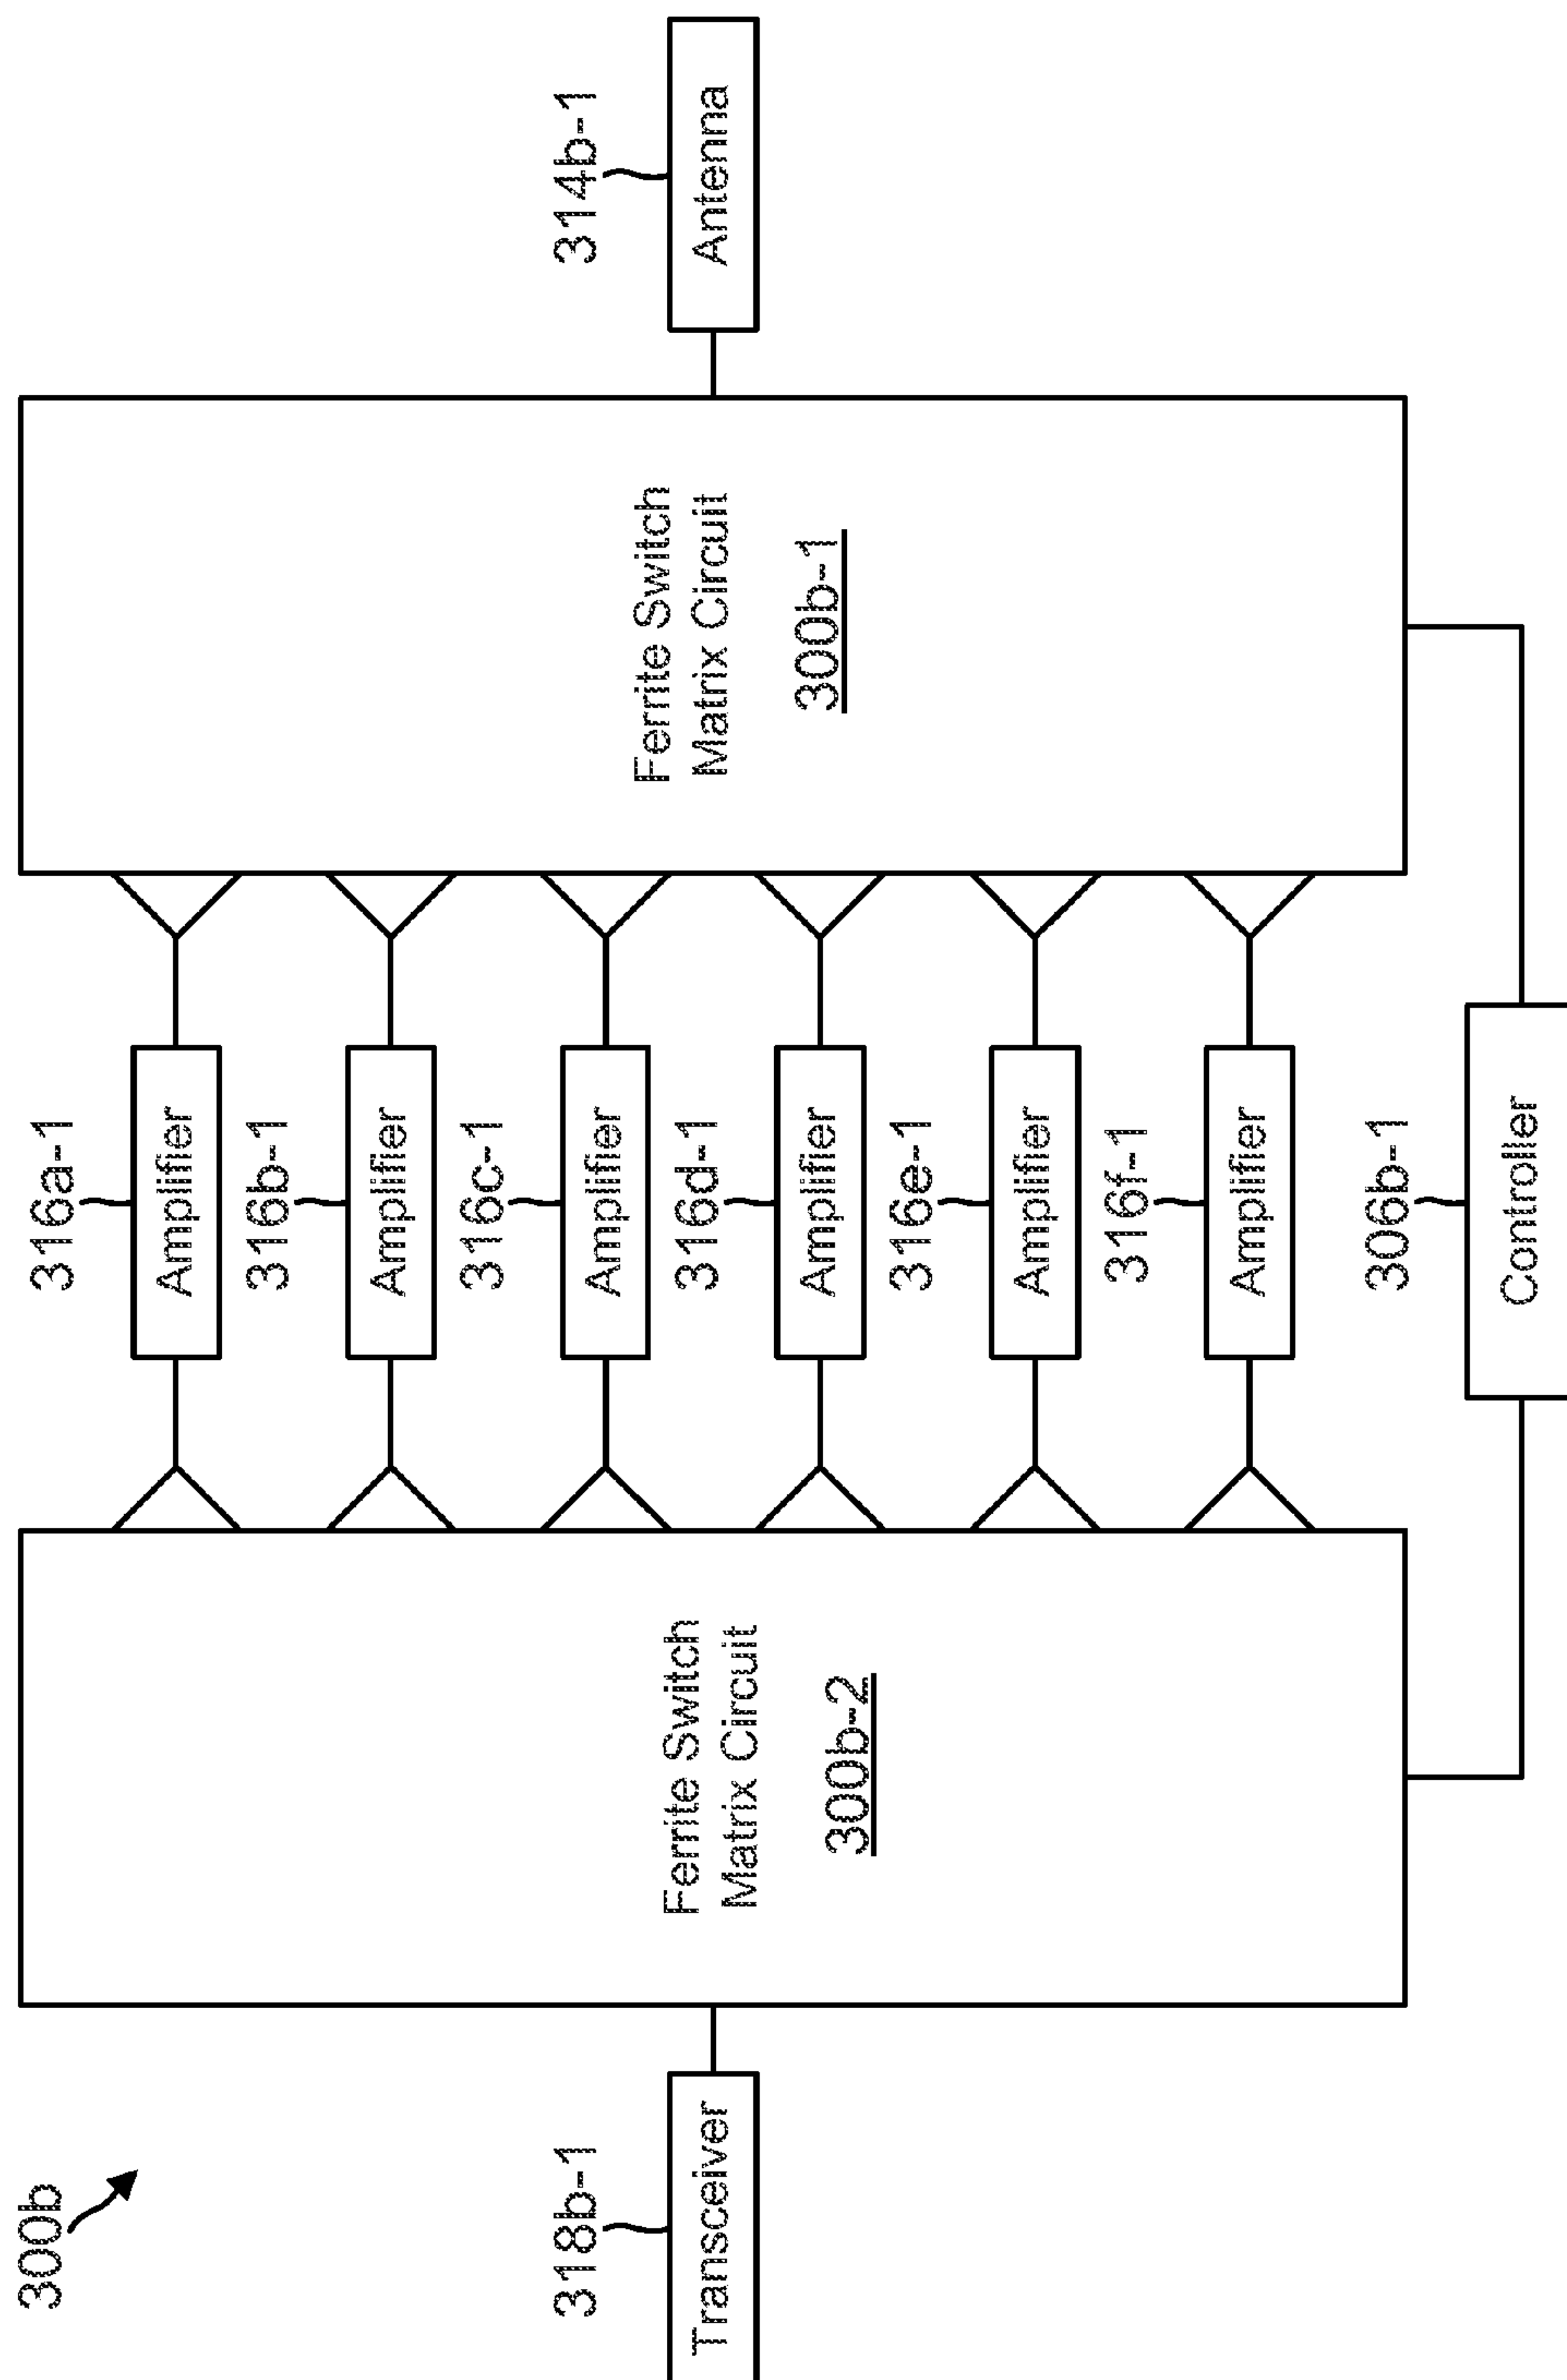 300b
318b-1
Transceiver
Ferrite Switch
Matrix Circuit
300b-2
316a-1
Amplifier
316b-1
Amplifier
316c-1
Amplifier
316d-1
Amplifier
316e-1
Amplifier
316f-1
Amplifier
306b-1
Controller
Ferrite Switch
Matrix Circuit
300b-1
314b-1
Antenna